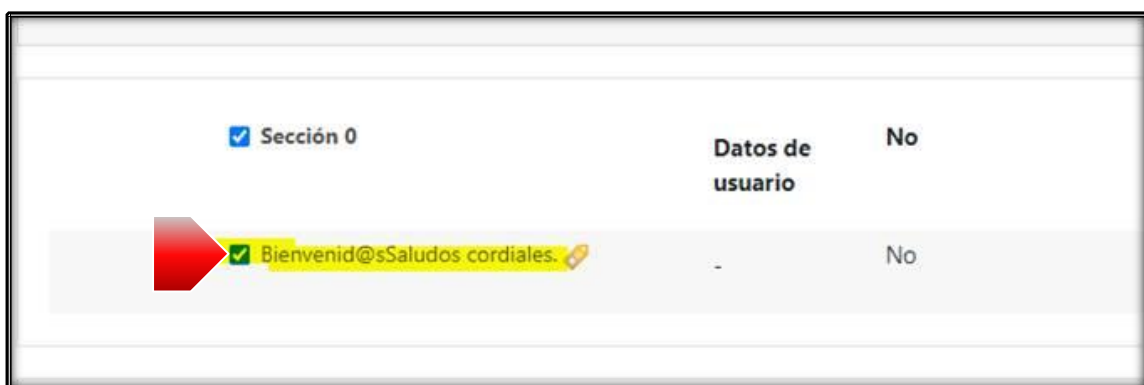 Sección 0
Datos de
usuario
No
Bienvenid@sSaludos cordiales.
-
No